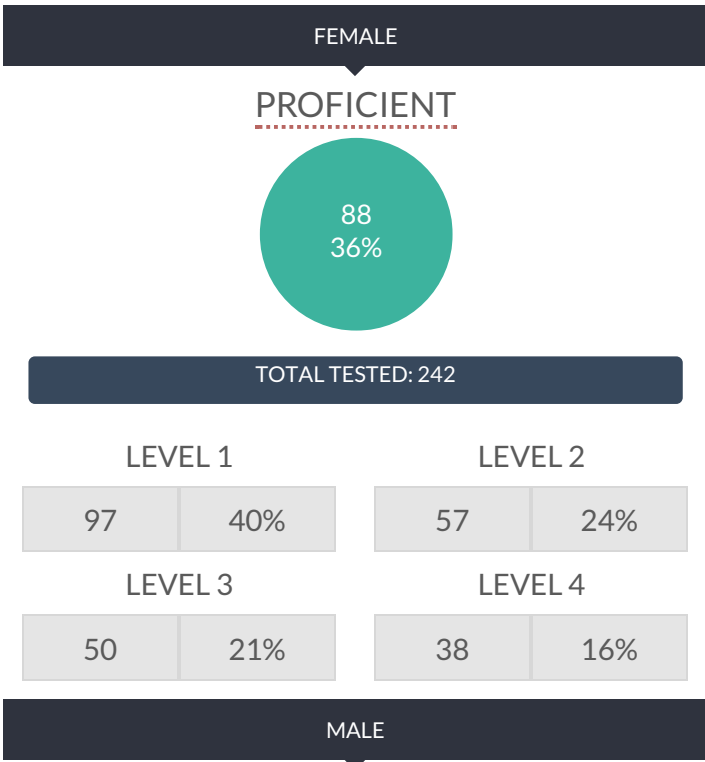 FEMALE
PROFICIENT
88
36%
TOTAL TESTED: 242
LEVEL 1
LEVEL 2
97 40%
57 24%
LEVEL 3
LEVEL 4
50 21%
38 16%
MALE